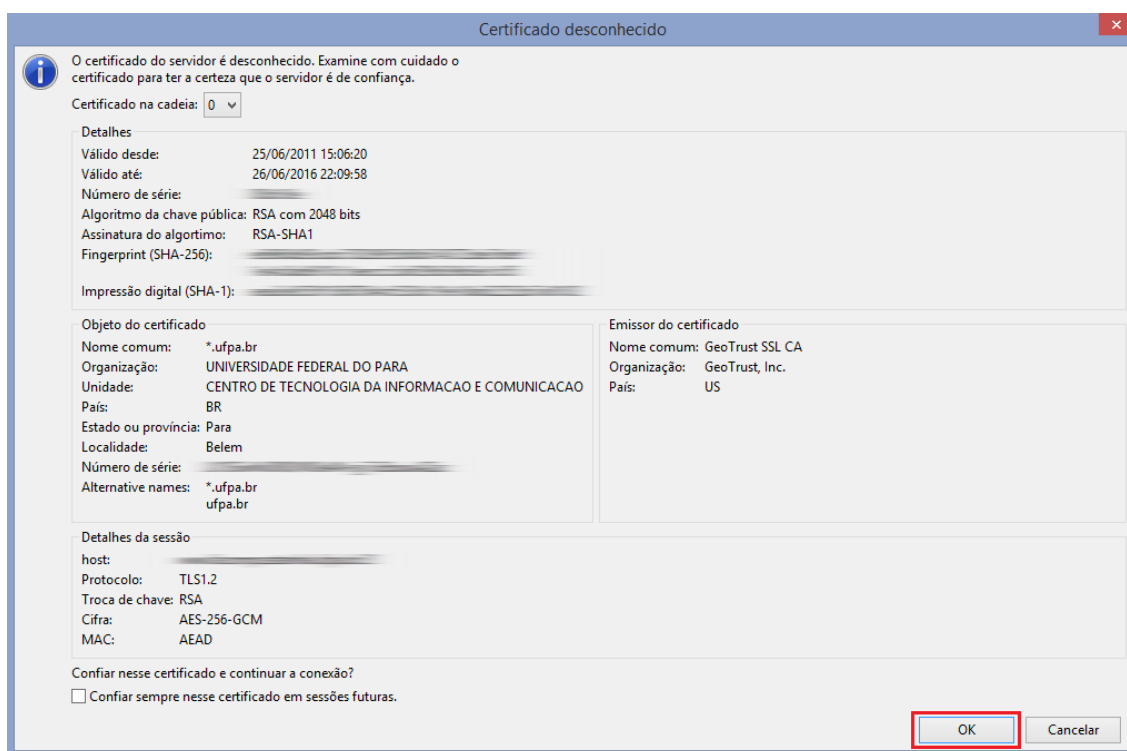 Certificado desconhecido
O certificado do servidor é desconhecido. Examine com cuidado o
certificado para ter a certeza que o servidor é de confiança.
Certificado na cadeia: 0
Detalhes
Válido desde: 25/06/2011 15:06:20
Válido até: 26/06/2016 22:09:58
Número de série:
Algoritmo da chave pública: RSA com 2048 bits
Assinatura do algortimo: RSA-SHA1
Fingerprint (SHA-256):
Impressão digital (SHA-1):
Objeto do certificado
Nome comum: *.ufpa.br
Organização: UNIVERSIDADE FEDERAL DO PARA
Unidade: CENTRO DE TECNOLOGIA DA INFORMACAO E COMUNICACAO
País: BR
Estado ou província: Para
Localidade: Belem
Número de série:
Alternative names: *.ufpa.br
ufpa.br
Emissor do certificado
Nome comum: GeoTrust SSL CA
Organização: GeoTrust, Inc.
País: US
Detalhes da sessão
host:
Protocolo: TLS1.2
Troca de chave: RSA
Cifra: AES-256-GCM
MAC: AEAD
Confiar nesse certificado e continuar a conexão?
Confiar sempre nesse certificado em sessões futuras.
OK Cancelar